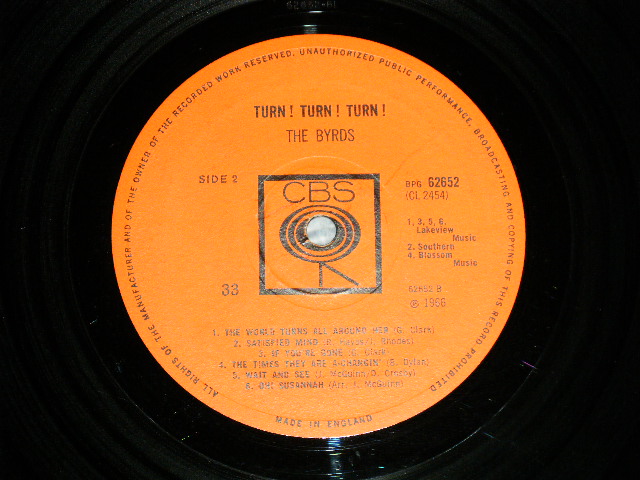 ALL RIGHTS OF THE MANUFACTURER AND OF THE OWNER OF THE RECORDED WORK RESERVED. UNAUTHORIZED PUBLIC PERFORMANCE, BROADCASTING AND COPYING OF THIS RECORD PROHIBITED.
TURN! TURN! TURN!
THE BYRDS
SIDE 2
CBS
BPG 62652
(CL 2454)
1, 3, 5, 6.
Lakeview
Music
2. Southern
4. Blossom
Music
33
62652 B
℗ 1966
1. THE WORLD TURNS ALL AROUND HER (G. Clark)
2. SATISFIED MIND (R. Hayes/J. Rhodes)
3. IF YOU'RE GONE (G. Clark)
4. THE TIMES THEY ARE A-CHANGIN' (B. Dylan)
5. WAIT AND SEE (J. McGuinn/D. Crosby)
6. OH! SUSANNAH (Arr. J. McGuinn)
MADE IN ENGLAND